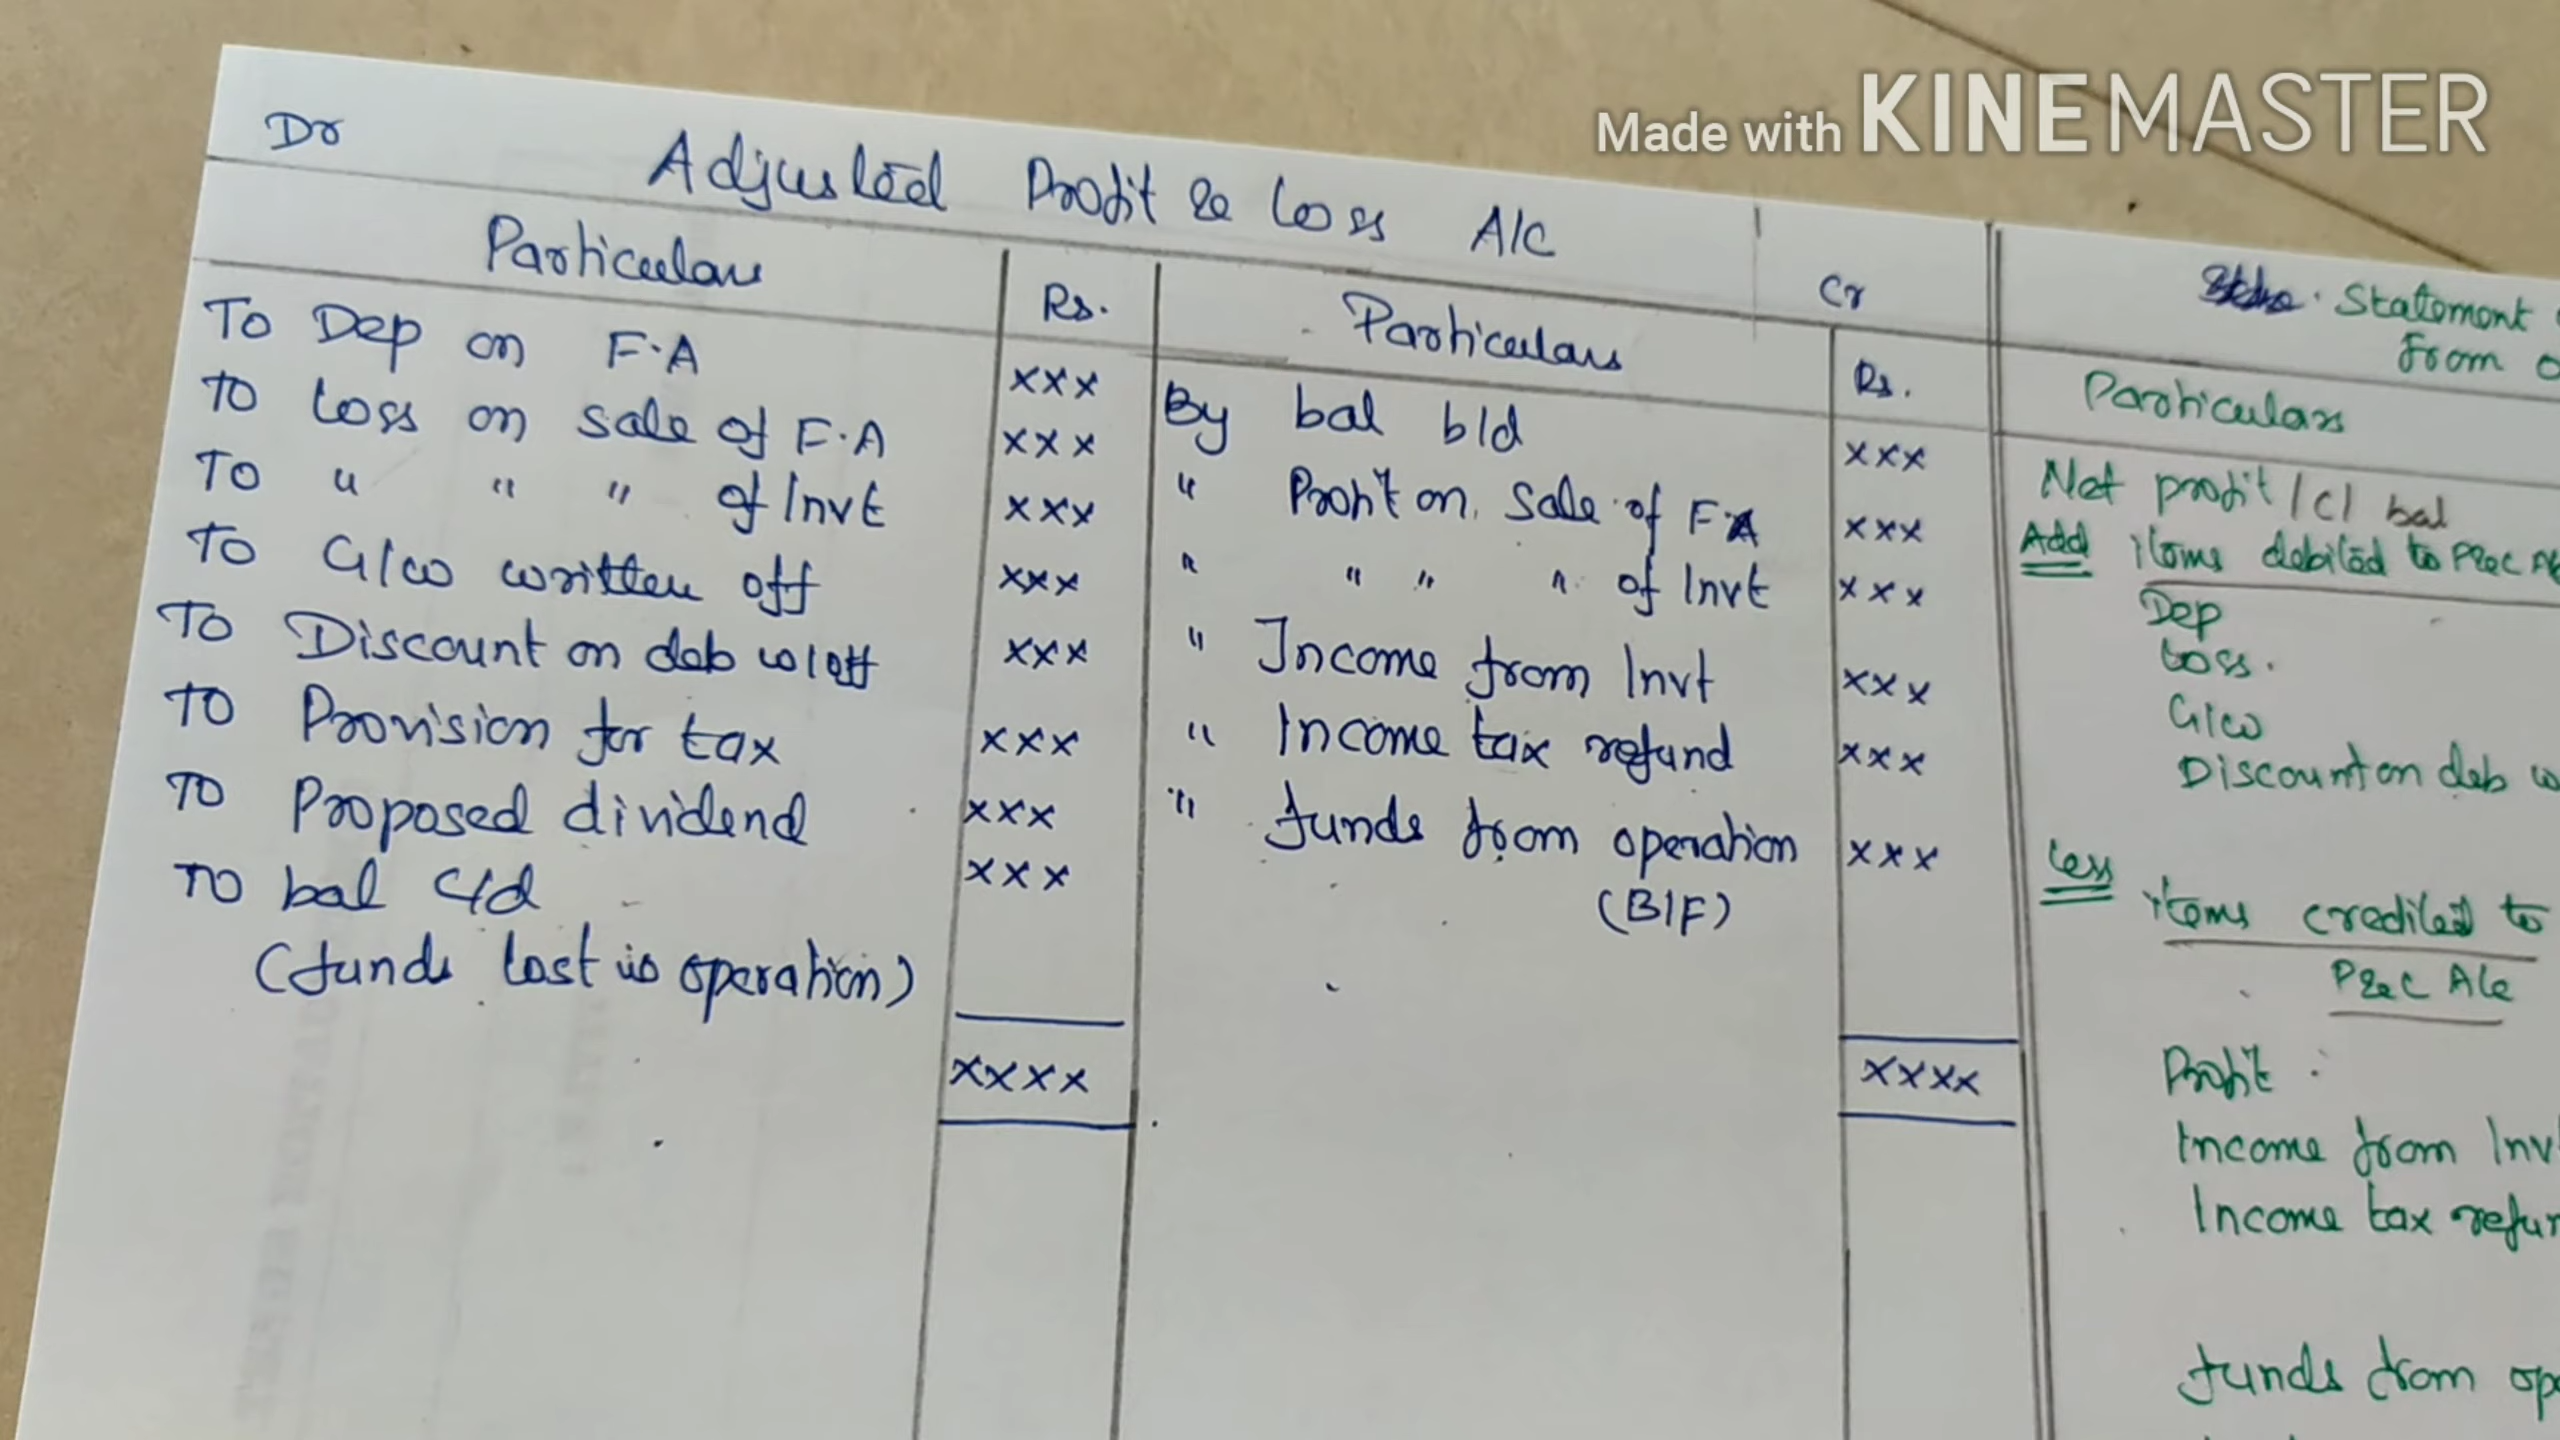 Made with KINEMASTER
Dr
Adjusted Profit & Loss A/C
Cr
Particulars Rs. Particulars Rs.
To Dep on F.A xxx
To Loss on sale of F.A xxx
To " " " of Invt xxx
To G/w written off xxx
To Discount on deb w/off xxx
To Provision for tax xxx
To Proposed dividend xxx
To bal c/d xxx
(funds lost in operation)
xxxx
By bal b/d xxx
" Profit on sale of F.A xxx
" " " " of Invt xxx
" Income from Invt xxx
" Income tax refund xxx
" funds from operation xxx
(B/F)
xxxx
Statement
from
Particulars
Net profit / c/ bal
Add items debited to P&L A/c
Dep
Loss.
G/w
Discount on deb
Less
items credited to
P&L A/c
Profit
Income from Inv
Income tax refun
funds from op